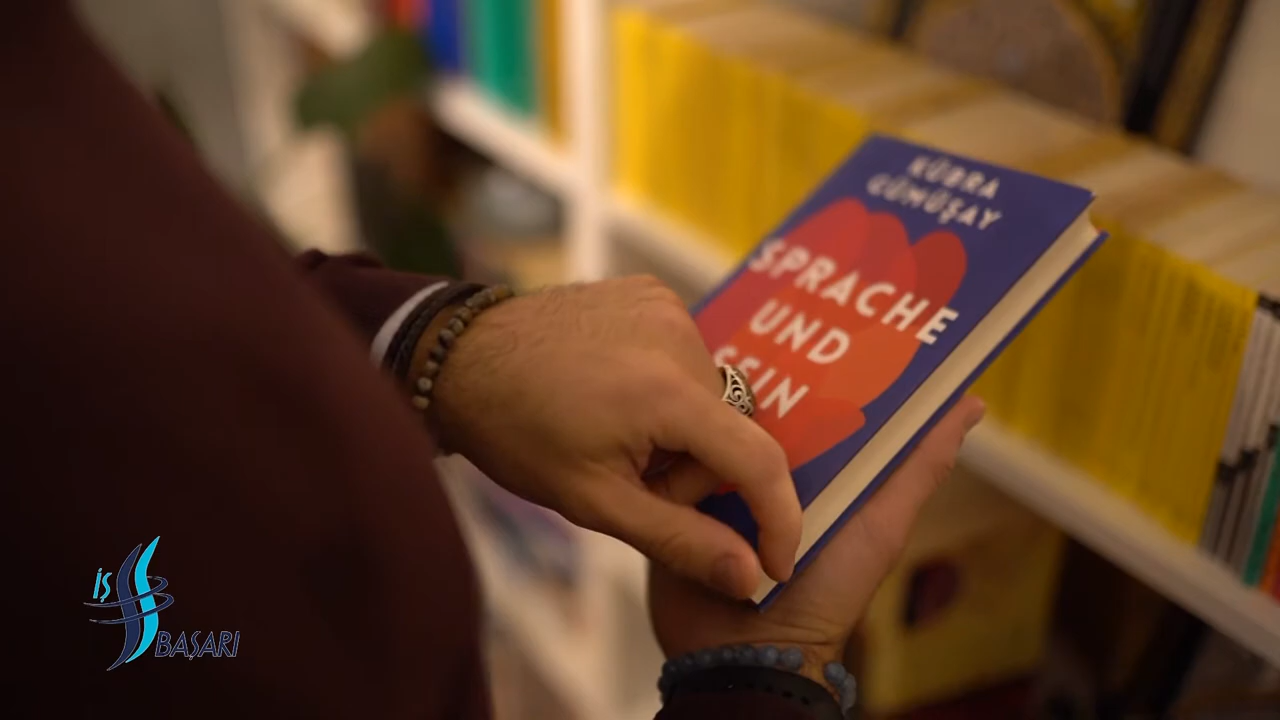 KÜBRA
GÜMÜŞAY
SPRACHE
UND
SEIN
İŞ
BAŞARI